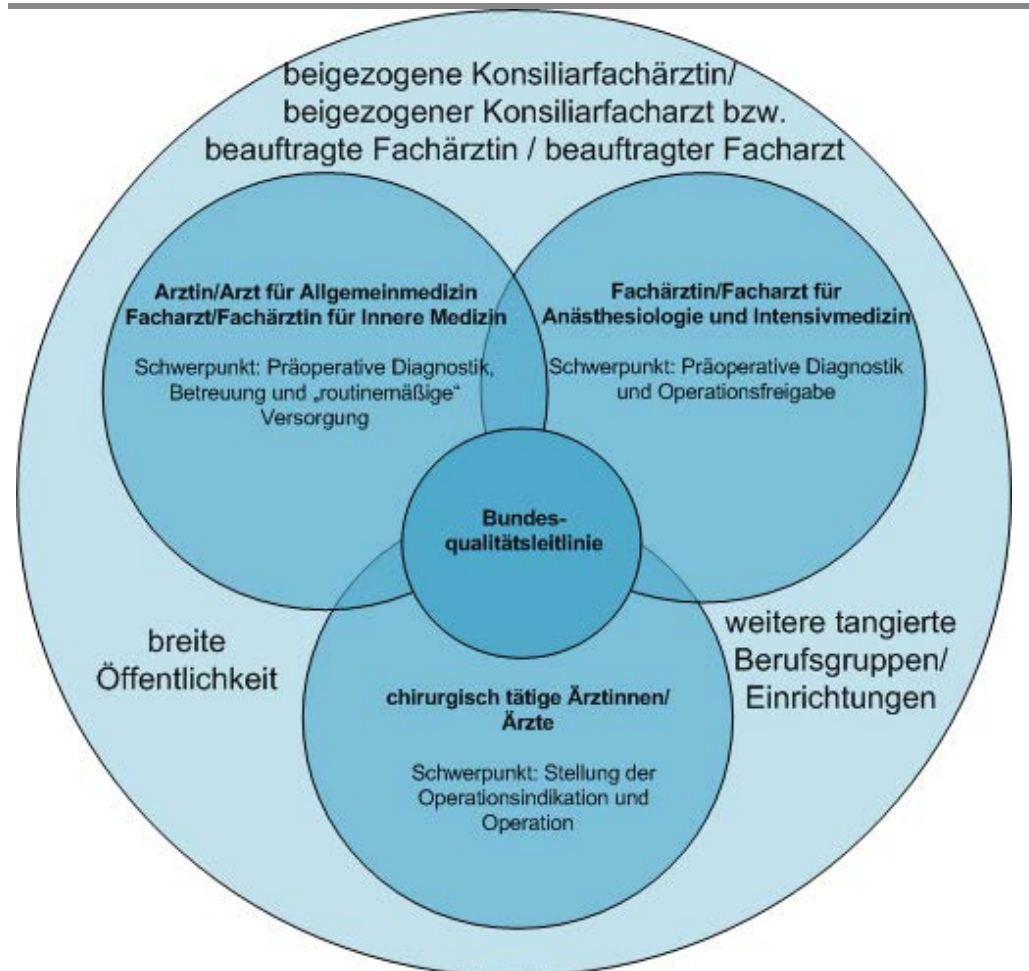 beigezogene Konsiliarfachärztin/
beigezogener Konsiliarfacharzt bzw.
beauftragte Fachärztin / beauftragter Facharzt
Arztin/Arzt für Allgemeinmedizin
Facharzt/Fachärztin für Innere Medizin
Schwerpunkt: Präoperative Diagnostik,
Betreuung und „routinemäßige“
Versorgung
Fachärztin/Facharzt für
Anästhesiologie und Intensivmedizin
Schwerpunkt: Präoperative Diagnostik
und Operationsfreigabe
Bundes-
qualitätsleitlinie
breite
Öffentlichkeit
weitere tangierte
Berufsgruppen/
Einrichtungen
chirurgisch tätige Ärztinnen/
Ärzte
Schwerpunkt: Stellung der
Operationsindikation und
Operation